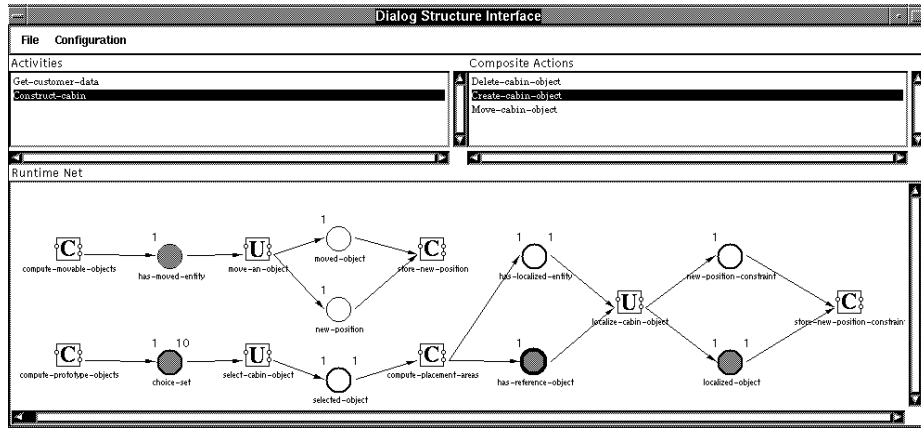 Dialog Structure Interface
File Configuration
Activities
Composite Actions
Get-customer-data
Construct-cabin
Delete-cabin-object
Create-cabin-object
Move-cabin-object
Runtime Net
1 1 1 1 1
C U C C
compute-movable-objects has-moved-entity move-an-object moved-object store-new-position has-localized-entity new-position-constraint
1
U C
new-position localize-cabin-object store-new-position-constrain
1 10 1 1 1 1
C U C
compute-prototype-objects choice-set select-cabin-object selected-object compute-placement-areas has-reference-object localized-object